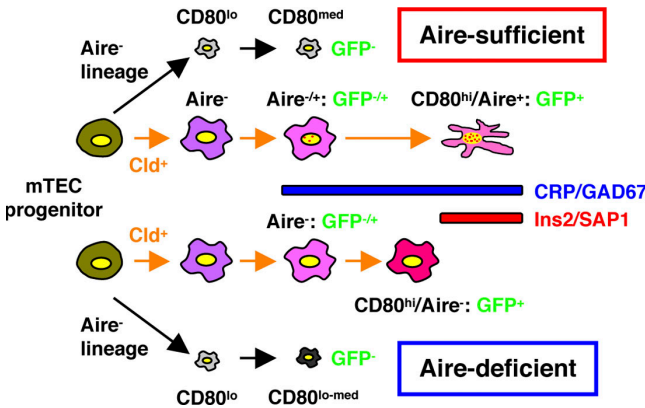 CD80lo CD80med
Aire-
lineage
GFP-
Aire-sufficient
Aire- Aire-/+: GFP-/+ CD80hi/Aire+: GFP+
Cld+
mTEC
progenitor
CRP/GAD67
Ins2/SAP1
Cld+
Aire-: GFP-/+
CD80hi/Aire-: GFP+
Aire-
lineage
GFP-
Aire-deficient
CD80lo CD80lo-med